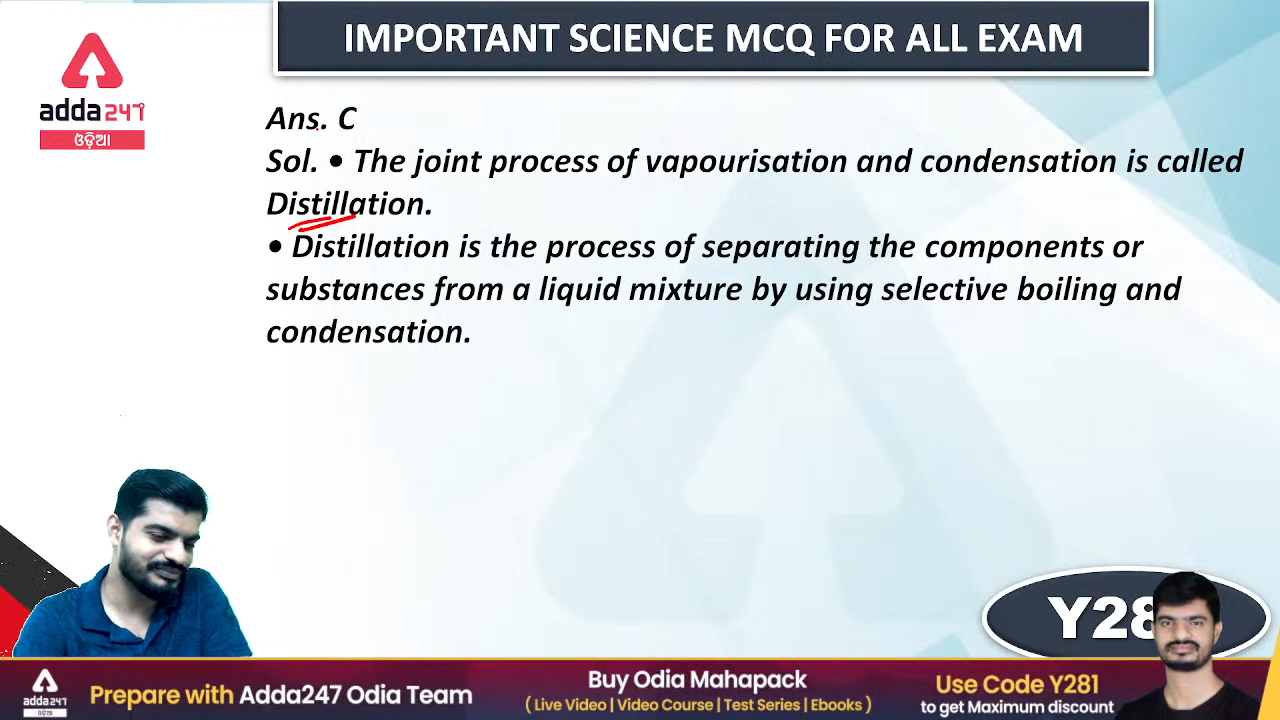 IMPORTANT SCIENCE MCQ FOR ALL EXAM
adda247
ଓଡ଼ିଆ
Ans. C
Sol. • The joint process of vapourisation and condensation is called
Distillation.
• Distillation is the process of separating the components or
substances from a liquid mixture by using selective boiling and
condensation.
Y28
adda247
ଓଡ଼ିଆ
Prepare with Adda247 Odia Team
Buy Odia Mahapack
( Live Video | Video Course | Test Series | Ebooks )
Use Code Y281
to get Maximum discount